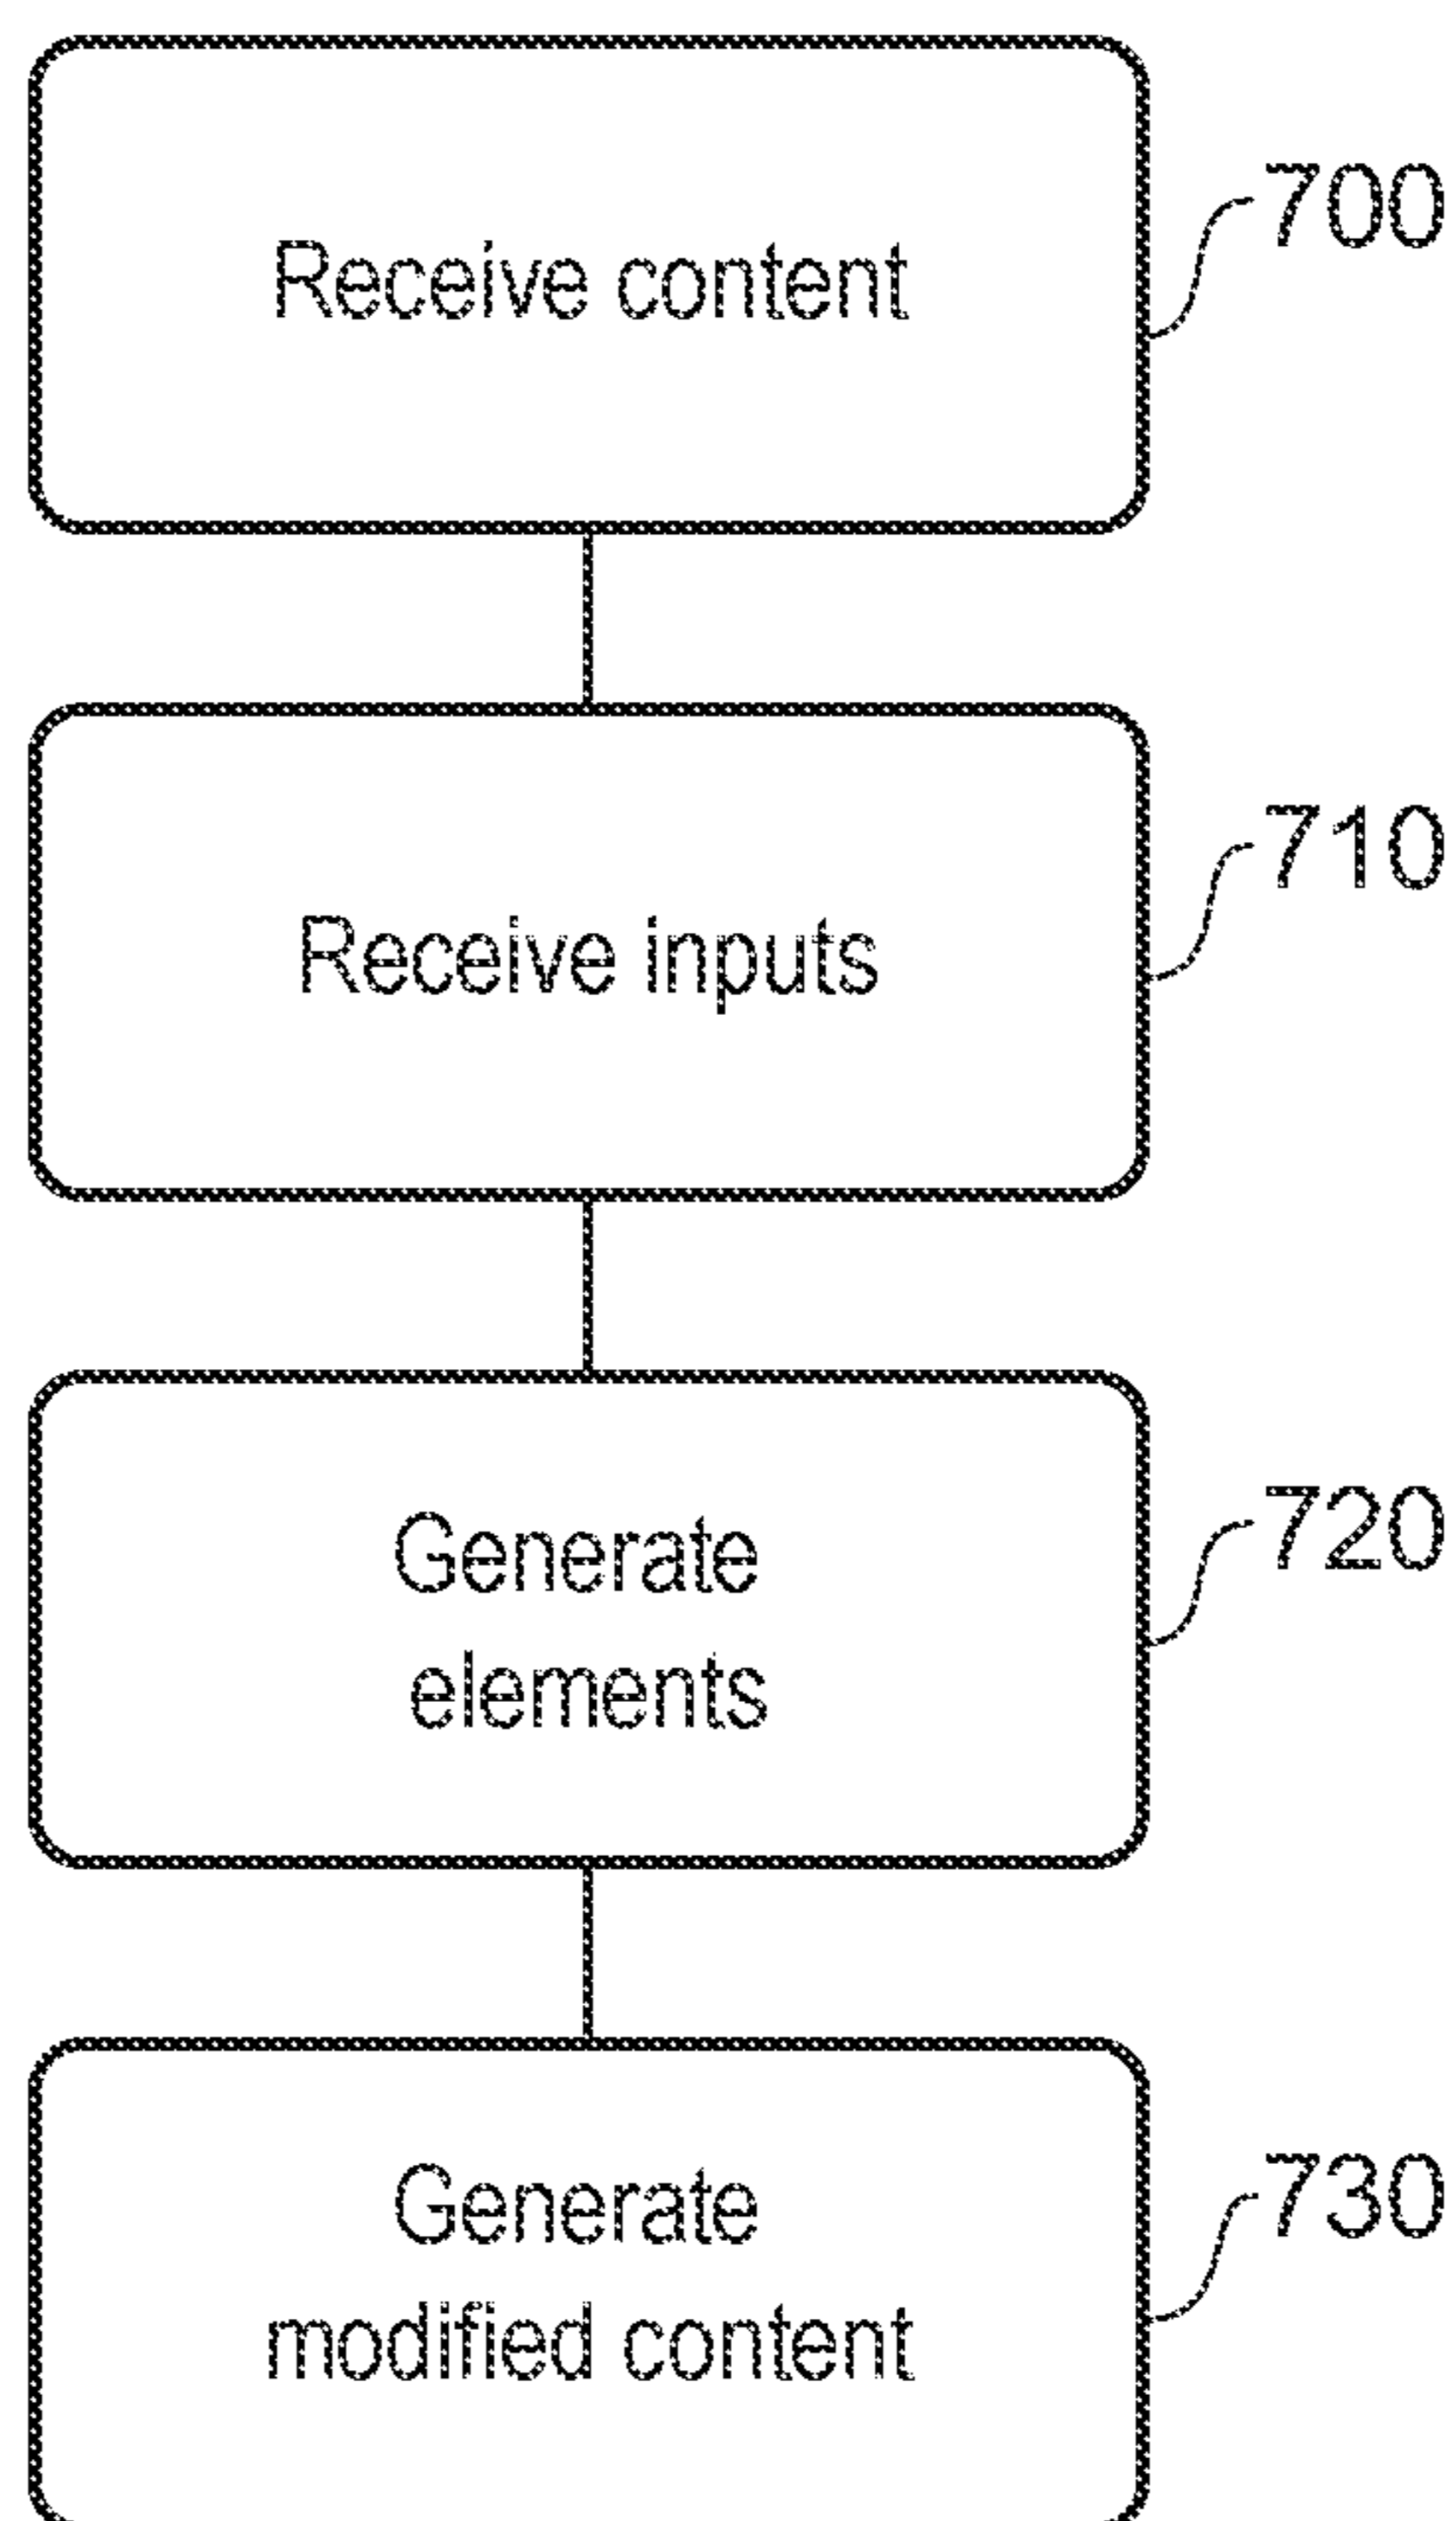 Receive content
700
Receive inputs
710
Generate
elements
720
Generate
modified content
730